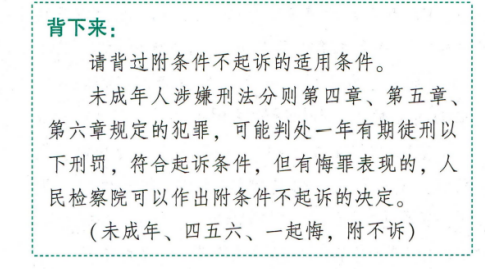 背下来：
请背过附条件不起诉的适用条件。
未成年人涉嫌刑法分则第四章、第五章、
第六章规定的犯罪，可能判处一年有期徒刑以
下刑罚，符合起诉条件，但有悔罪表现的，人
民检察院可以作出附条件不起诉的决定。
（未成年、四五六、一起悔，附不诉）